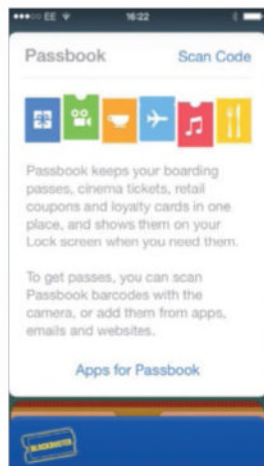 EE 16:22
Passbook Scan Code
Passbook keeps your boarding
passes, cinema tickets, retail
coupons and loyalty cards in one
place, and shows them on your
Lock screen when you need them.
To get passes, you can scan
Passbook barcodes with the
camera, or add them from apps,
emails and websites.
Apps for Passbook
BLOCKBUSTER